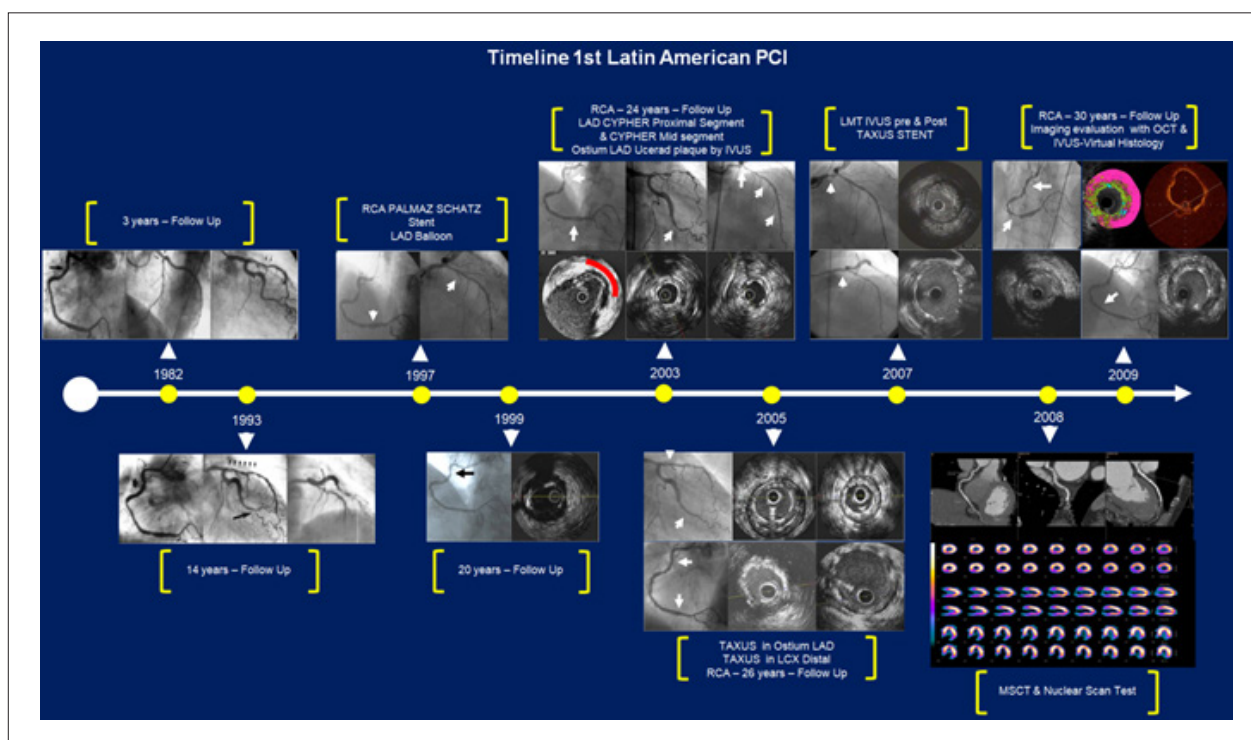 Timeline 1st Latin American PCI
3 years – Follow Up
RCA PALMAZ SCHATZ
Stent
LAD Balloon
RCA – 24 years – Follow Up
LAD CYPHER Proximal Segment
& CYPHER Mid segment
Ostium LAD Ucerad plaque by IVUS
LMT IVUS pre & Post
TAXUS STENT
RCA – 30 years – Follow Up
Imaging evaluation with OCT &
IVUS-Virtual Histology
1982
1997
2003
2007
2009
1993
1999
2005
2008
14 years – Follow Up
20 years – Follow Up
TAXUS in Ostium LAD
TAXUS in LCX Distal
RCA – 26 years – Follow Up
MSCT & Nuclear Scan Test